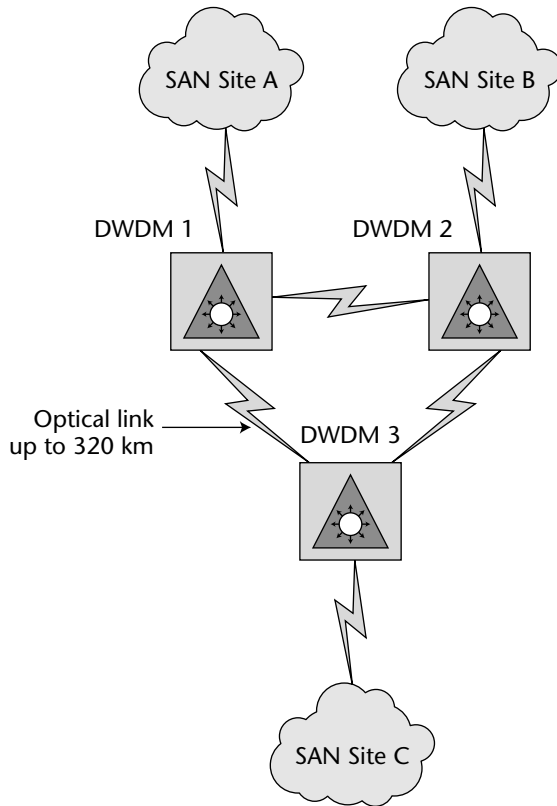 SAN Site A
SAN Site B
DWDM 1
DWDM 2
Optical link
up to 320 km
DWDM 3
SAN Site C